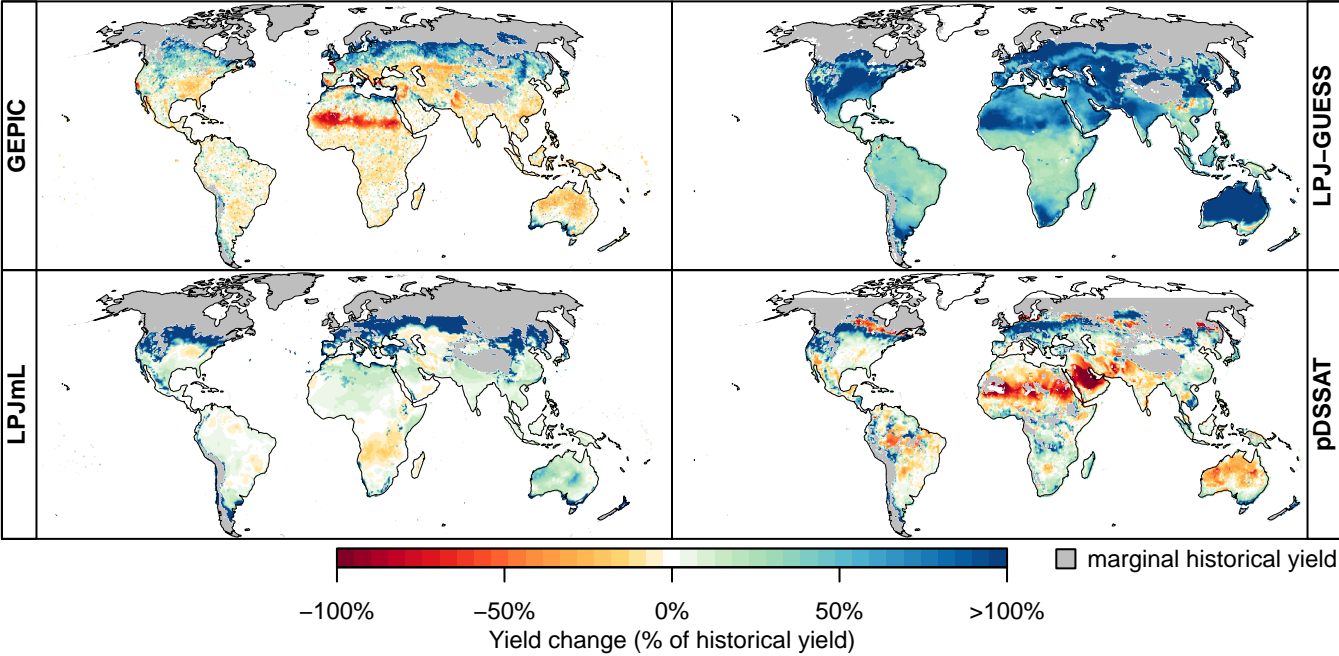 GEPIC
LPJ−GUESS
LPJmL
pDSSAT
−100%
−50%
0%
50%
>100%
Yield change (% of historical yield)
marginal historical yield